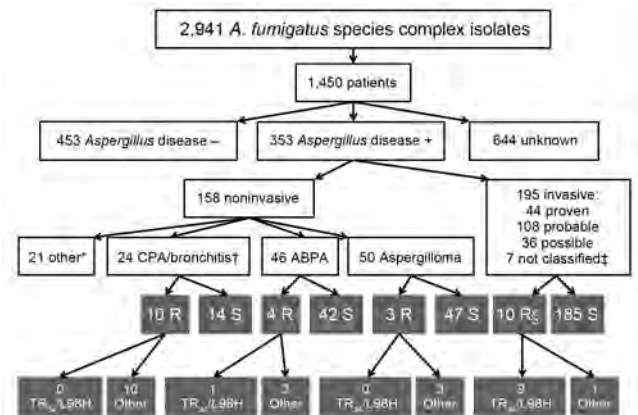 2,941 A. fumigatus species complex isolates
1,450 patients
453 Aspergillus disease –
353 Aspergillus disease +
644 unknown
158 noninvasive
195 invasive:
44 proven
108 probable
36 possible
7 not classified‡
21 other*
24 CPA/bronchitis†
46 ABPA
50 Aspergilloma
10 R
14 S
4 R
42 S
3 R
47 S
10 R§
185 S
0
TR34/L98H
10
Other
1
TR34/L98H
3
Other
0
TR34/L98H
3
Other
9
TR34/L98H
1
Other